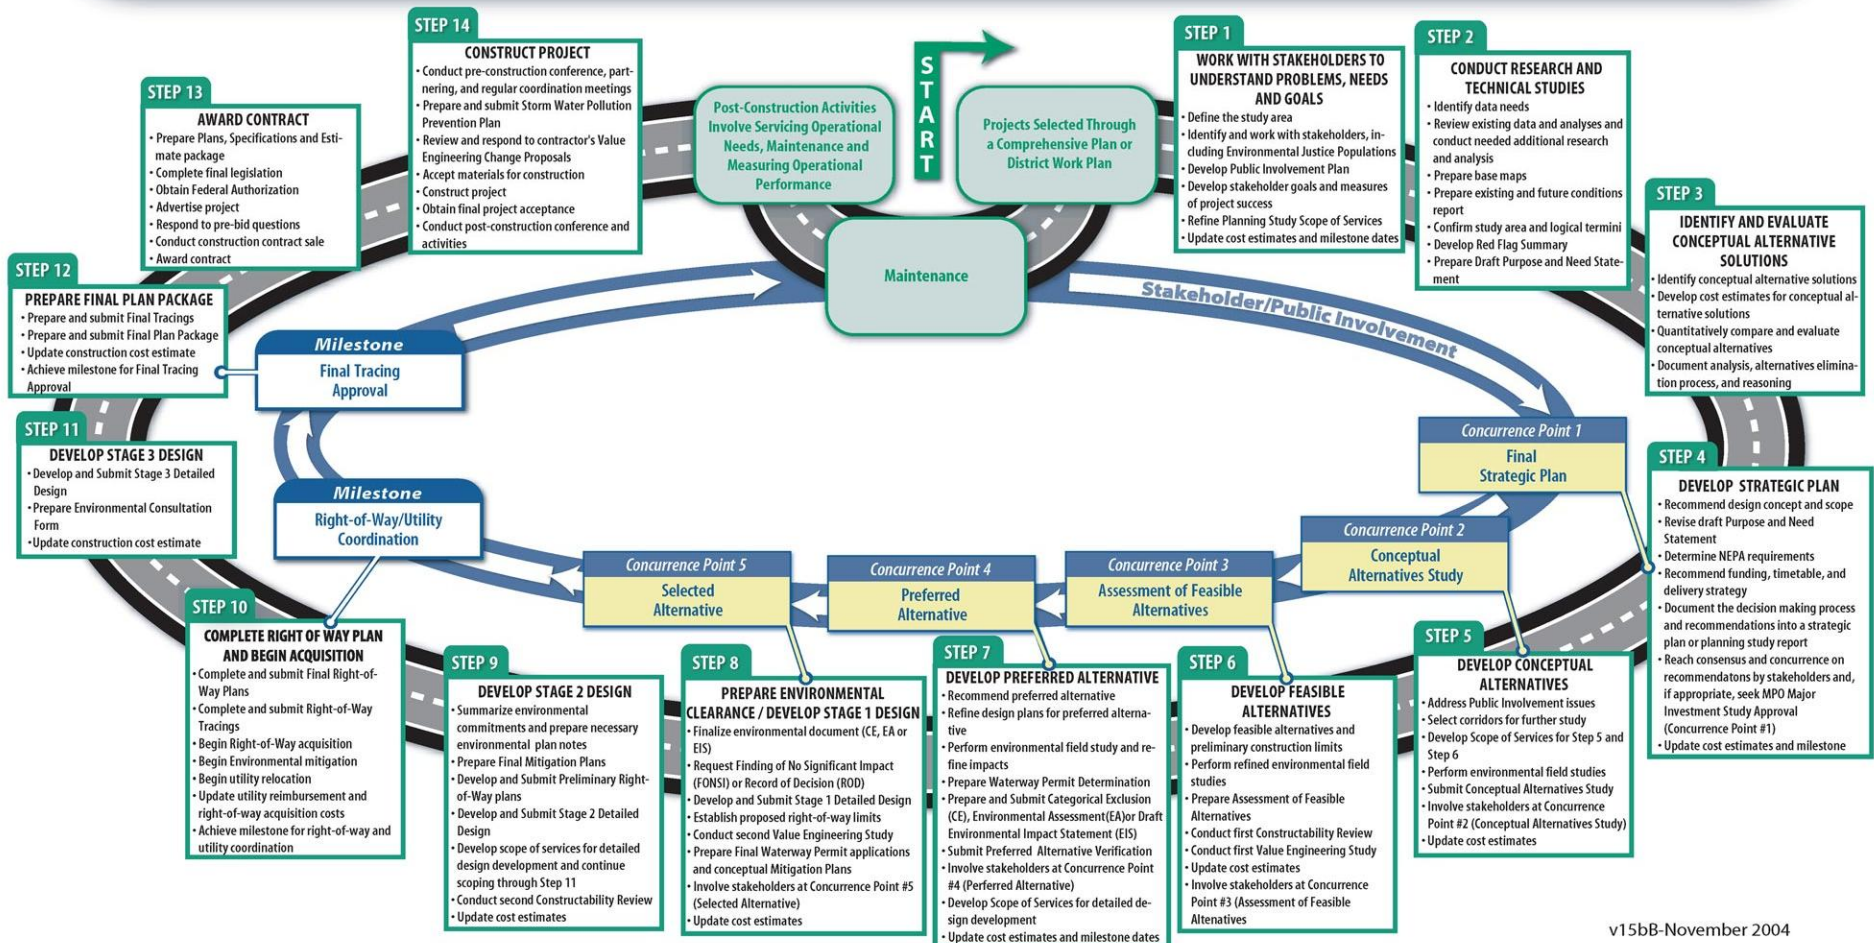 START
Projects Selected Through
a Comprehensive Plan or
District Work Plan
STEP 1
WORK WITH STAKEHOLDERS TO
UNDERSTAND PROBLEMS, NEEDS
AND GOALS
• Define the study area
• Identify and work with stakeholders, in-
cluding Environmental Justice Populations
• Develop Public Involvement Plan
• Develop stakeholder goals and measures
of project success
• Refine Planning Study Scope of Services
• Update cost estimates and milestone dates
STEP 2
CONDUCT RESEARCH AND
TECHNICAL STUDIES
• Identify data needs
• Review existing data and analyses and
conduct needed additional research
and analysis
• Prepare base maps
• Prepare existing and future conditions
report
• Confirm study area and logical termini
• Develop Red Flag Summary
• Prepare Draft Purpose and Need State-
ment
STEP 3
IDENTIFY AND EVALUATE
CONCEPTUAL ALTERNATIVE
SOLUTIONS
• Identify conceptual alternative solutions
• Develop cost estimates for conceptual al-
ternative solutions
• Quantitatively compare and evaluate
conceptual alternatives
• Document analysis, alternatives elimina-
tion process, and reasoning
STEP 4
DEVELOP STRATEGIC PLAN
• Recommend design concept and scope
• Revise draft Purpose and Need
Statement
• Determine NEPA requirements
• Recommend funding, timetable, and
delivery strategy
• Document the decision making process
and recommendations into a strategic
plan or planning study report
• Reach consensus and concurrence on
recommendatons by stakeholders and,
if appropriate, seek MPO Major
Investment Study Approval
(Concurrence Point #1)
• Update cost estimates and milestone
STEP 5
DEVELOP CONCEPTUAL
ALTERNATIVES
• Address Public Involvement issues
• Select corridors for further study
• Develop Scope of Services for Step 5 and
Step 6
• Perform environmental field studies
• Submit Conceptual Alternatives Study
• Involve stakeholders at Concurrence
Point #2 (Conceptual Alternatives Study)
• Update cost estimates
STEP 6
DEVELOP FEASIBLE
ALTERNATIVES
• Develop feasible alternatives and
preliminary construction limits
• Perform refined environmental field
studies
• Prepare Assessment of Feasible
Alternatives
• Conduct first Constructability Review
• Conduct first Value Engineering Study
• Update cost estimates
• Involve stakeholders at Concurrence
Point #3 (Assessment of Feasible
Altenatives
STEP 7
DEVELOP PREFERRED ALTERNATIVE
• Recommend preferred alternative
• Refine design plans for preferred alterna-
tive
• Perform environmental field study and re-
fine impacts
• Prepare Waterway Permit Determination
• Prepare and Submit Categorical Exclusion
(CE), Environmental Assessment(EA)or Draft
Environmental Impact Statement (EIS)
• Submit Preferred Alternative Verification
• Involve stakeholders at Concurrence Point
#4 (Perferred Alternative)
• Develop Scope of Services for detailed de-
sign development
• Update cost estimates and milestone dates
STEP 8
PREPARE ENVIRONMENTAL
CLEARANCE / DEVELOP STAGE 1 DESIGN
• Finalize environmental document (CE, EA or
EIS)
• Request Finding of No Significant Impact
(FONSI) or Record of Decision (ROD)
• Develop and Submit Stage 1 Detailed Design
• Establish proposed right-of-way limits
• Conduct second Value Engineering Study
• Prepare Final Waterway Permit applications
and conceptual Mitigation Plans
• Involve stakeholders at Concurrence Point #5
(Selected Alternative)
• Update cost estimates
STEP 9
DEVELOP STAGE 2 DESIGN
• Summarize environmental
commitments and prepare necessary
environmental plan notes
• Prepare Final Mitigation Plans
• Develop and Submit Preliminary Right-
of-Way plans
• Develop and Submit Stage 2 Detailed
Design
• Develop scope of services for detailed
design development and continue
scoping through Step 11
• Conduct second Constructability Review
• Update cost estimates
STEP 10
COMPLETE RIGHT OF WAY PLAN
AND BEGIN ACQUISITION
• Complete and submit Final Right-of-
Way Plans
• Complete and submit Right-of-Way
Tracings
• Begin Right-of-Way acquisition
• Begin Environmental mitigation
• Begin utility relocation
• Update utility reimbursement and
right-of-way acquisition costs
• Achieve milestone for right-of-way and
utility coordination
STEP 11
DEVELOP STAGE 3 DESIGN
• Develop and Submit Stage 3 Detailed
Design
• Prepare Environmental Consultation
Form
• Update construction cost estimate
STEP 12
PREPARE FINAL PLAN PACKAGE
• Prepare and submit Final Tracings
• Prepare and submit Final Plan Package
• Update construction cost estimate
• Achieve milestone for Final Tracing
Approval
STEP 13
AWARD CONTRACT
• Prepare Plans, Specifications and Esti-
mate package
• Complete final legislation
• Obtain Federal Authorization
• Advertise project
• Respond to pre-bid questions
• Conduct construction contract sale
• Award contract
STEP 14
CONSTRUCT PROJECT
• Conduct pre-construction conference, part-
nering, and regular coordination meetings
• Prepare and submit Storm Water Pollution
Prevention Plan
• Review and respond to contractor's Value
Engineering Change Proposals
• Accept materials for construction
• Construct project
• Obtain final project acceptance
• Conduct post-construction conference and
activities
Post-Construction Activities
Involve Servicing Operational
Needs, Maintenance and
Measuring Operational
Performance
Maintenance
Stakeholder/Public Involvement
Concurrence Point 1
Final
Strategic Plan
Concurrence Point 2
Conceptual
Alternatives Study
Concurrence Point 3
Assessment of Feasible
Alternatives
Concurrence Point 4
Preferred
Alternative
Concurrence Point 5
Selected
Alternative
Milestone
Right-of-Way/Utility
Coordination
Milestone
Final Tracing
Approval
v15bB-November 2004